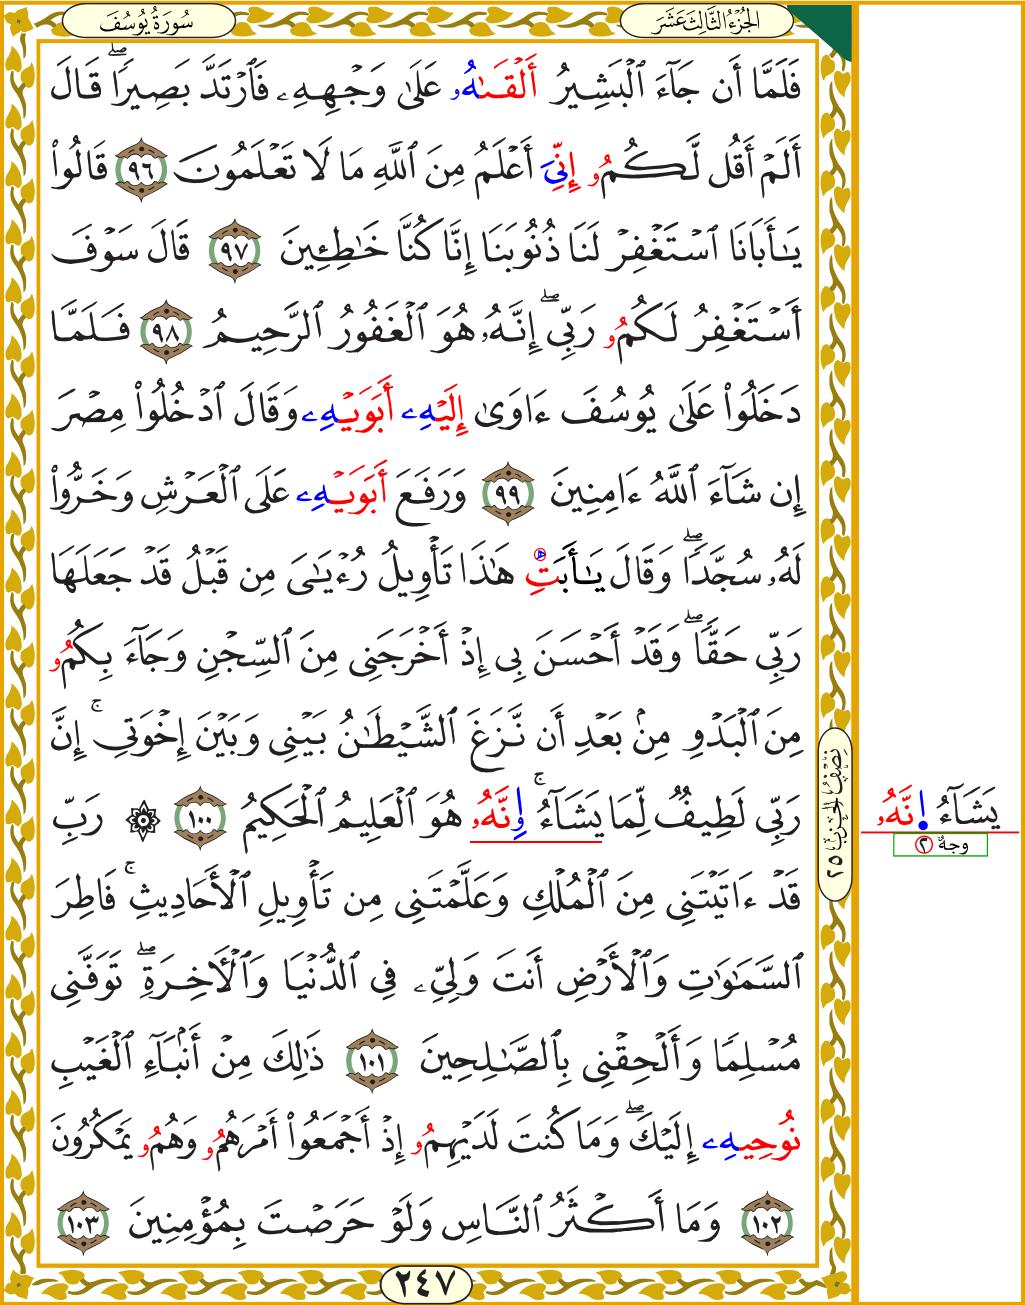 سُورَةُ يُوسُفَ
الجُزْءُ الثَّالِثَ عَشَرَ
فَلَمَّا أَن جَآءَ ٱلْبَشِيرُ أَلْقَىٰهُۥ عَلَىٰ وَجْهِهِۦ فَٱرْتَدَّ بَصِيرًاۖ قَالَ
أَلَمْ أَقُل لَّكُمُۥ إِنِّيَ أَعْلَمُ مِنَ ٱللَّهِ مَا لَا تَعْلَمُونَ ٩٦ قَالُوا۟
يَـٰٓأَبَانَا ٱسْتَغْفِرْ لَنَا ذُنُوبَنَا إِنَّا كُنَّا خَـٰطِـِٔينَ ٩٧ قَالَ سَوْفَ
أَسْتَغْفِرُ لَكُمُۥ رَبِّيۖ إِنَّهُۥ هُوَ ٱلْغَفُورُ ٱلرَّحِيمُ ٩٨ فَلَمَّا
دَخَلُوا۟ عَلَىٰ يُوسُفَ ءَاوَىٰ إِلَيْهِۦ أَبَوَيْهِۦ وَقَالَ ٱدْخُلُوا۟ مِصْرَ
إِن شَآءَ ٱللَّهُ ءَامِنِينَ ٩٩ وَرَفَعَ أَبَوَيْهِۦ عَلَى ٱلْعَرْشِ وَخَرُّوا۟
لَهُۥ سُجَّدًاۖ وَقَالَ يَـٰٓأَبَتِ هَـٰذَا تَأْوِيلُ رُءْيَـٰىَ مِن قَبْلُ قَدْ جَعَلَهَا
رَبِّي حَقًّاۖ وَقَدْ أَحْسَنَ بِي إِذْ أَخْرَجَنِي مِنَ ٱلسِّجْنِ وَجَآءَ بِكُمُۥ
مِنَ ٱلْبَدْوِ مِنۢ بَعْدِ أَن نَّزَغَ ٱلشَّيْطَـٰنُ بَيْنِي وَبَيْنَ إِخْوَتِيۚ إِنَّ
رَبِّي لَطِيفٌ لِّمَا يَشَآءُۚ وِنَّهُۥ هُوَ ٱلْعَلِيمُ ٱلْحَكِيمُ ١٠٠ ۞ رَبِّ
قَدْ ءَاتَيْتَنِي مِنَ ٱلْمُلْكِ وَعَلَّمْتَنِي مِن تَأْوِيلِ ٱلْأَحَادِيثِۚ فَاطِرَ
ٱلسَّمَـٰوَٰتِ وَٱلْأَرْضِ أَنتَ وَلِيِّۦ فِي ٱلدُّنْيَا وَٱلْـَٔاخِرَةِۖ تَوَفَّنِي
مُسْلِمًا وَأَلْحِقْنِي بِٱلصَّـٰلِحِينَ ١٠١ ذَٰلِكَ مِنْ أَنۢبَآءِ ٱلْغَيْبِ
نُوحِيهِۦ إِلَيْكَۖ وَمَا كُنتَ لَدَيْهِمُۥ إِذْ أَجْمَعُوا۟ أَمْرَهُمُۥ وَهُمُۥ يَمْكُرُونَ
١٠٢ وَمَا أَكْثَرُ ٱلنَّاسِ وَلَوْ حَرَصْتَ بِمُؤْمِنِينَ ١٠٣
٢٤٧
نِصْفُ الحِزْبِ ٢٥
يَشَآءُ اِنَّهُۥ
وجهٌ ٢